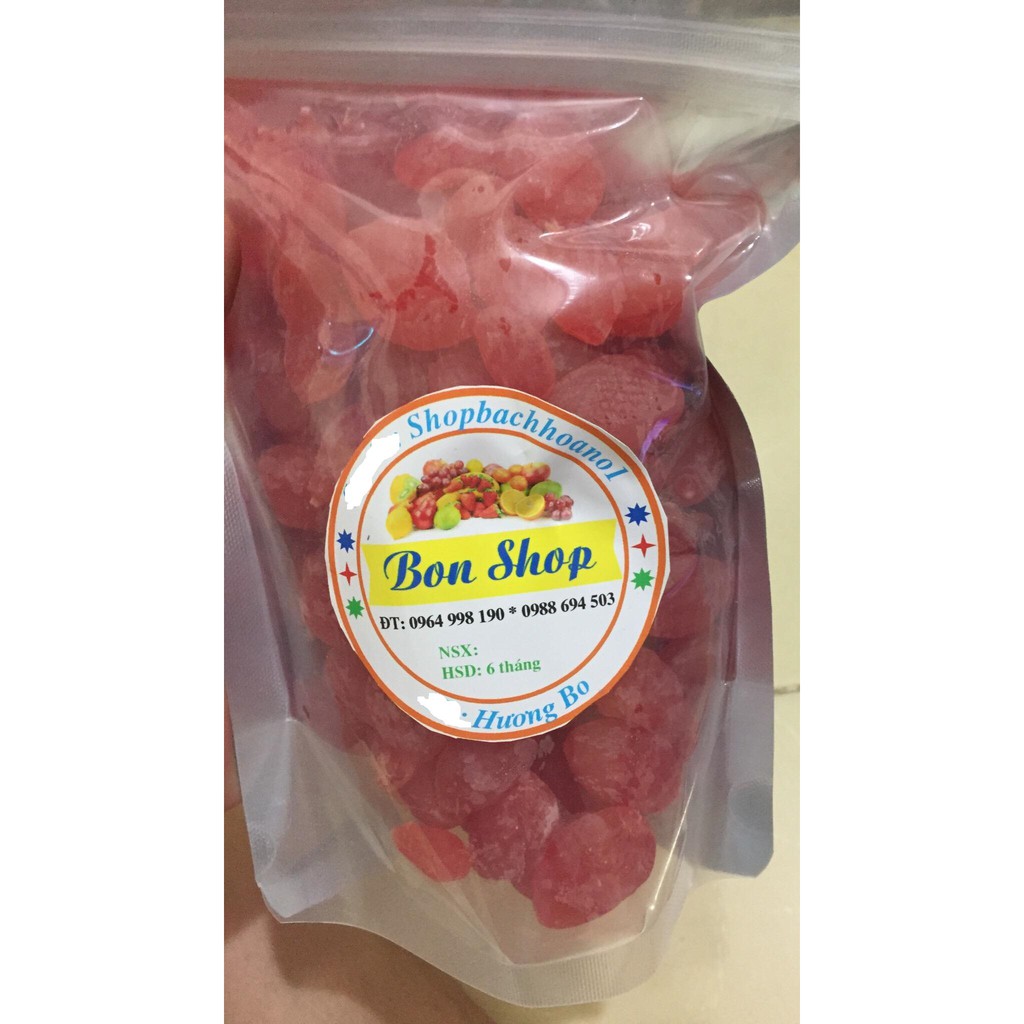 Shopbachhoano1
Bon Shop
ĐT: 0964 998 190 * 0988 694 503
NSX:
HSD: 6 tháng
: Hương Bo